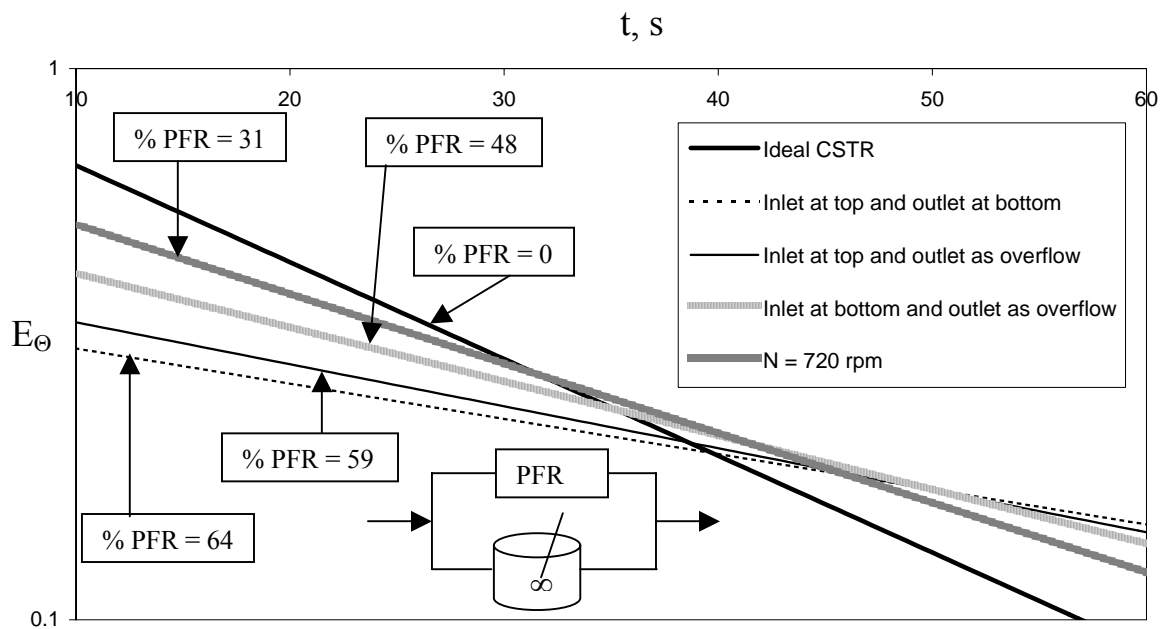 t, s
1
10 20 30 40 50 60
% PFR = 31
% PFR = 48
% PFR = 0
Ideal CSTR
Inlet at top and outlet at bottom
Inlet at top and outlet as overflow
Inlet at bottom and outlet as overflow
N = 720 rpm
EΘ
% PFR = 59
% PFR = 64
PFR
∞
0.1